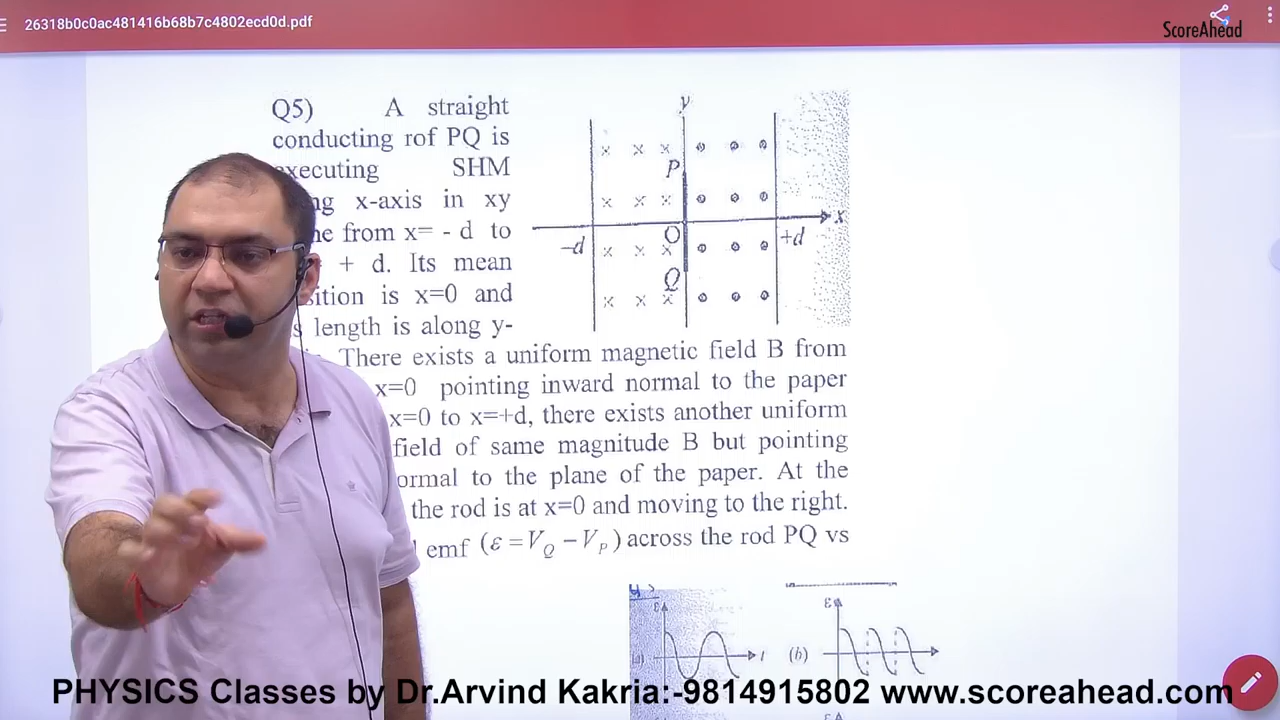 26318b0c0ac481416b68b7c4802ecd0d.pdf
ScoreAhead
Q5) A straight
conducting rof PQ is
executing SHM
ng x-axis in xy
e from x= - d to
+ d. Its mean
sition is x=0 and
s length is along y-
There exists a uniform magnetic field B from
x=0 pointing inward normal to the paper
x=0 to x=+d, there exists another uniform
field of same magnitude B but pointing
ormal to the plane of the paper. At the
the rod is at x=0 and moving to the right.
emf (ε = V_Q − V_P) across the rod PQ vs
y
P
x
O
-d
+d
Q
ε
t
(b)
ε
PHYSICS Classes by Dr.Arvind Kakria:-9814915802 www.scoreahead.com